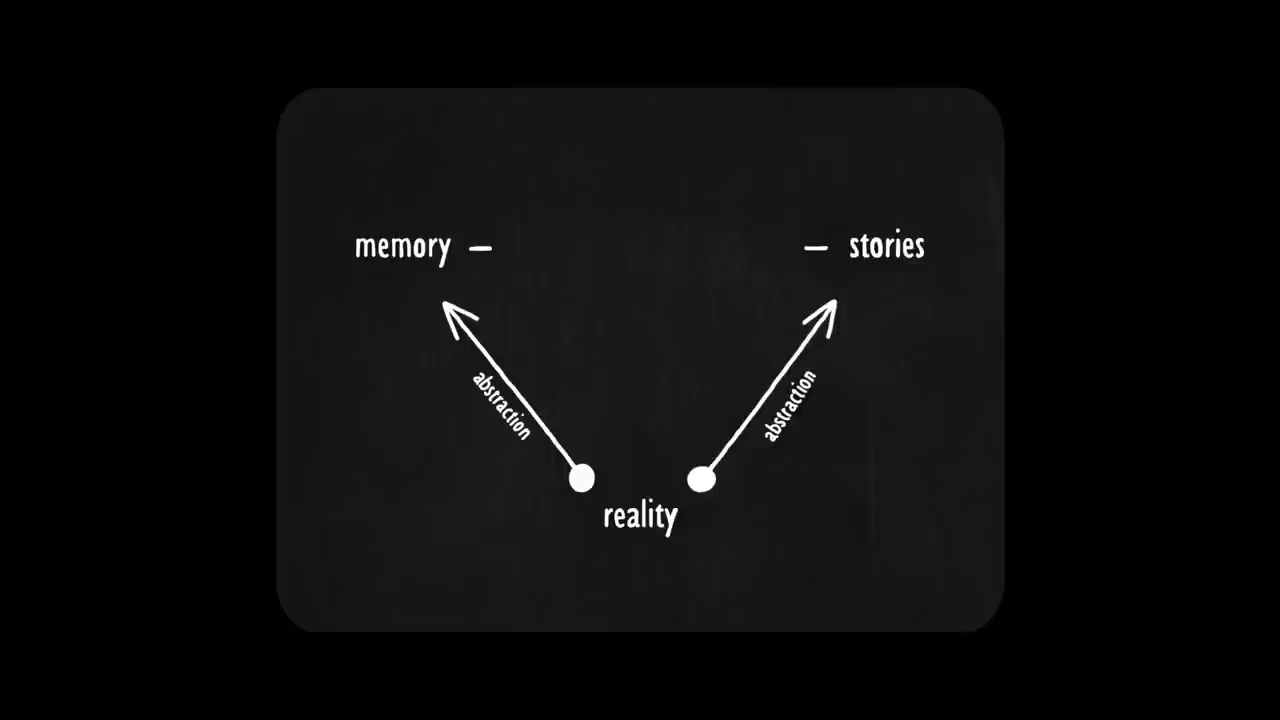 memory –
– stories
abstraction
abstraction
reality